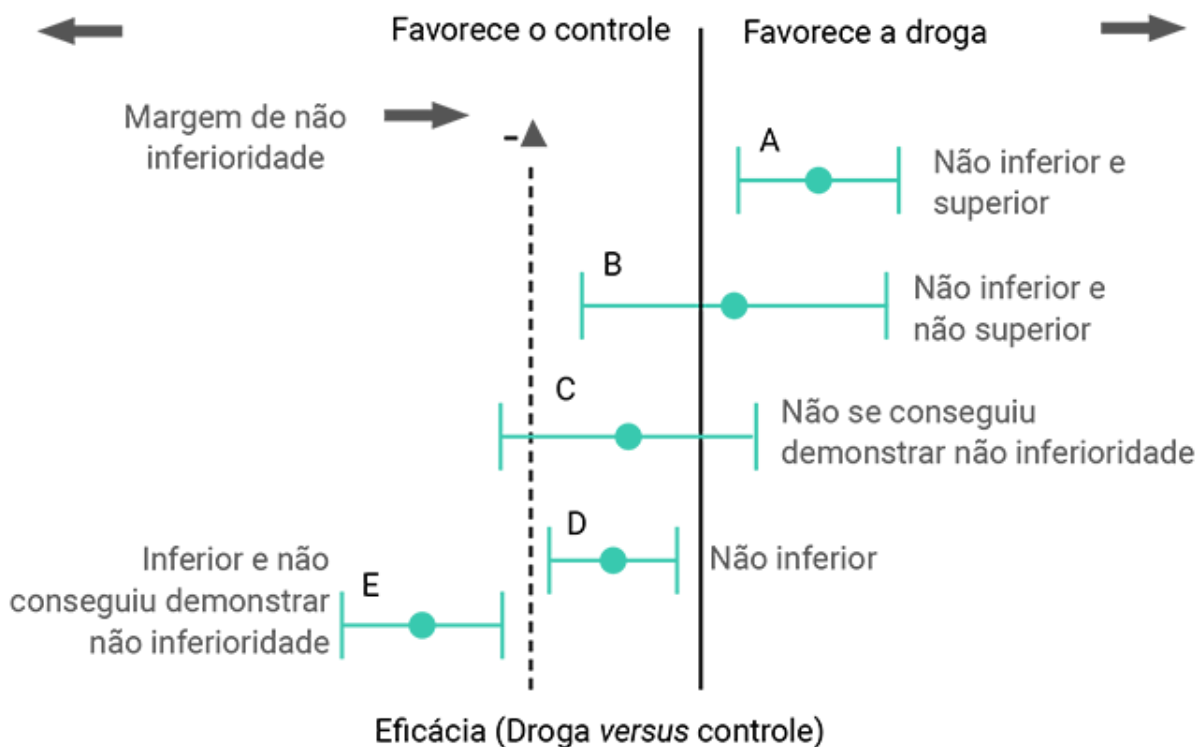 Favorece o controle
Favorece a droga
Margem de não
inferioridade
-▲
A
Não inferior e
superior
B
Não inferior e
não superior
C
Não se conseguiu
demonstrar não inferioridade
D
Não inferior
Inferior e não
conseguiu demonstrar
não inferioridade
E
Eficácia (Droga versus controle)